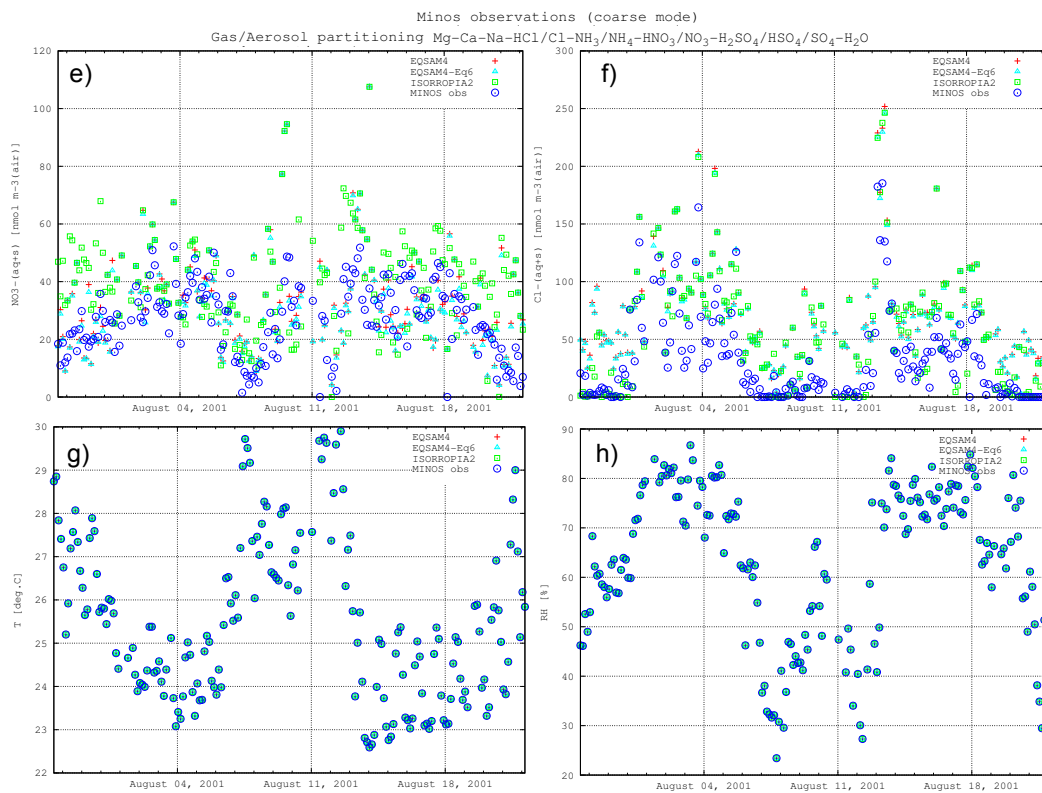 Minos observations (coarse mode)
Gas/Aerosol partitioning Mg-Ca-Na-HCl/Cl-NH3/NH4-HNO3/NO3-H2SO4/HSO4/SO4-H2O
e)
EQSAM4
EQSAM4-Eq6
ISORROPIA2
MINOS obs
NO3-(aq+s) [nmol m-3(air)]
120
100
80
60
40
20
0
August 04, 2001
August 11, 2001
August 18, 2001
f)
EQSAM4
EQSAM4-Eq6
ISORROPIA2
MINOS obs
Cl-(aq+s) [nmol m-3(air)]
300
250
200
150
100
50
0
August 04, 2001
August 11, 2001
August 18, 2001
g)
EQSAM4
EQSAM4-Eq6
ISORROPIA2
MINOS obs
T [deg.C]
30
29
28
27
26
25
24
23
22
August 04, 2001
August 11, 2001
August 18, 2001
h)
EQSAM4
EQSAM4-Eq6
ISORROPIA2
MINOS obs
RH [%]
90
80
70
60
50
40
30
20
August 04, 2001
August 11, 2001
August 18, 2001